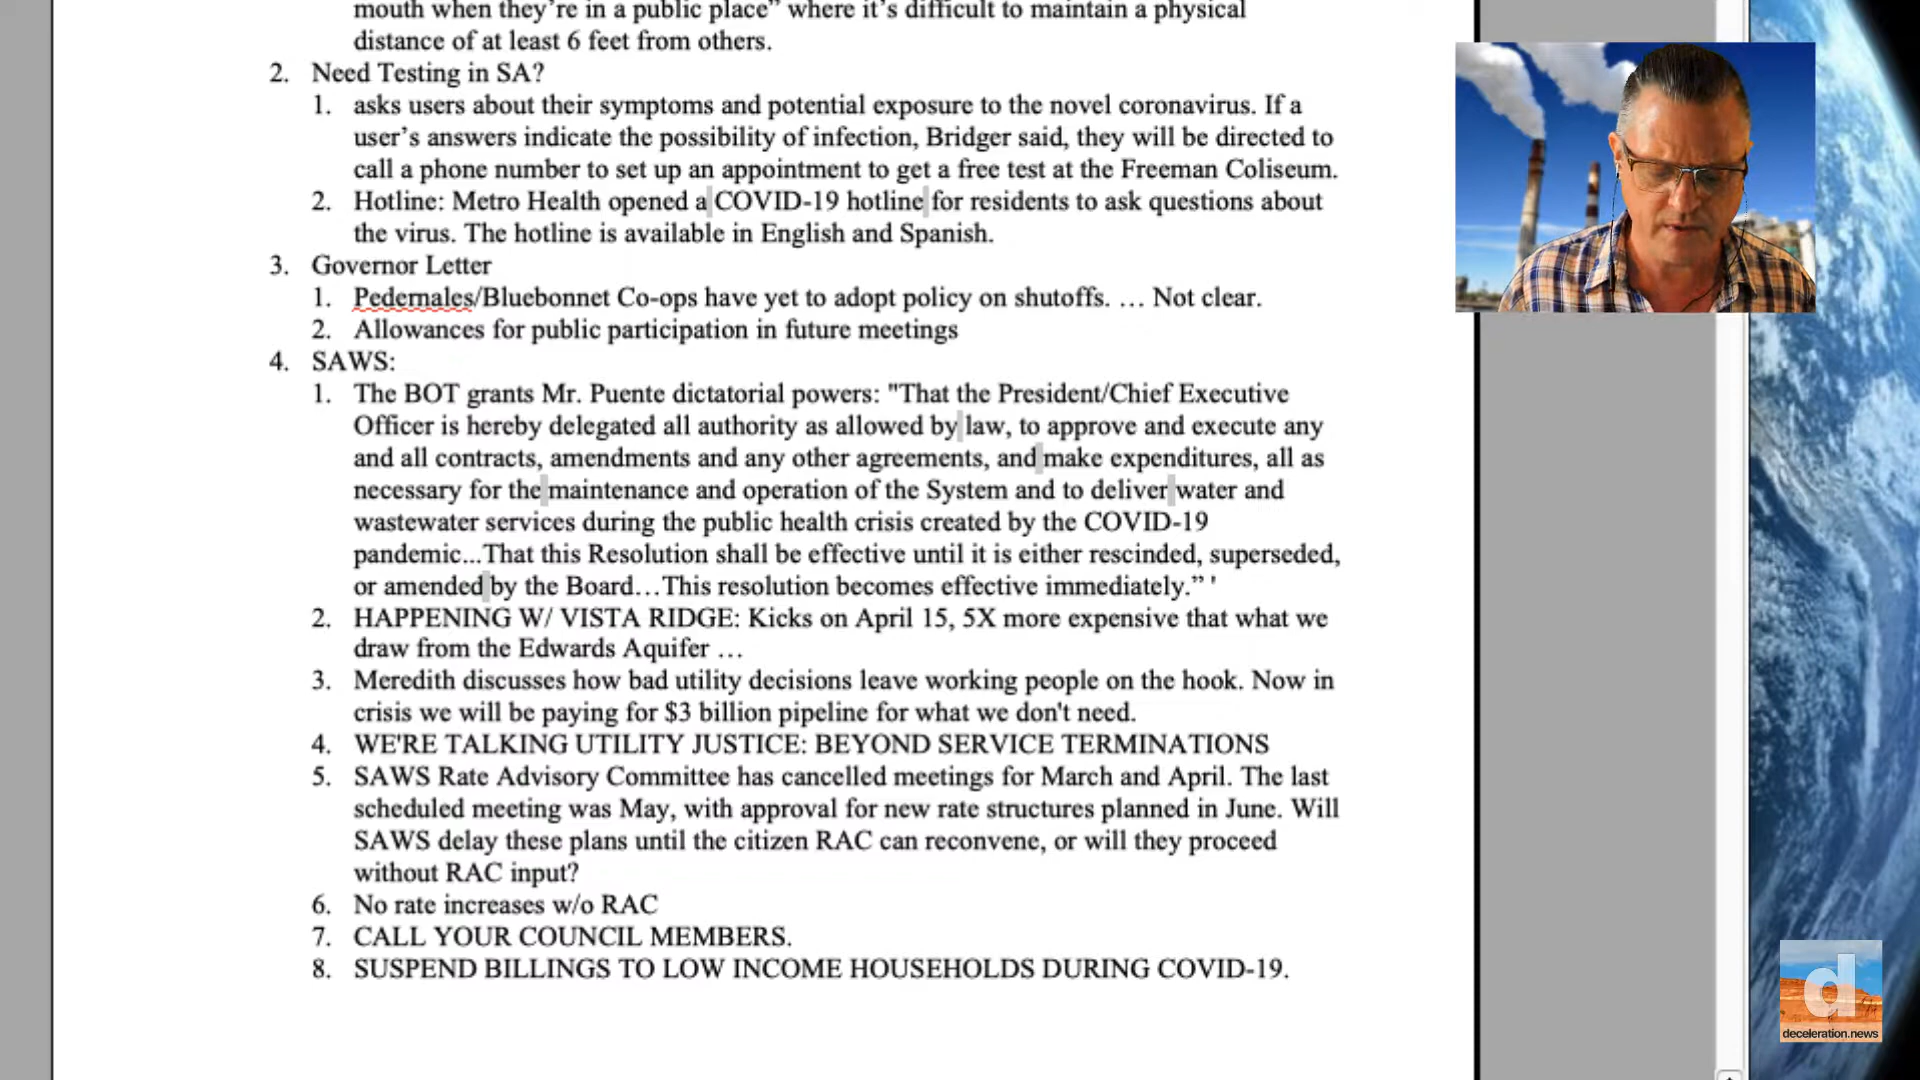 mouth when they're in a public place" where it's difficult to maintain a physical
distance of at least 6 feet from others.
2. Need Testing in SA?
1. asks users about their symptoms and potential exposure to the novel coronavirus. If a
user's answers indicate the possibility of infection, Bridger said, they will be directed to
call a phone number to set up an appointment to get a free test at the Freeman Coliseum.
2. Hotline: Metro Health opened a COVID-19 hotline for residents to ask questions about
the virus. The hotline is available in English and Spanish.
3. Governor Letter
1. Pedernales/Bluebonnet Co-ops have yet to adopt policy on shutoffs. … Not clear.
2. Allowances for public participation in future meetings
4. SAWS:
1. The BOT grants Mr. Puente dictatorial powers: "That the President/Chief Executive
Officer is hereby delegated all authority as allowed by law, to approve and execute any
and all contracts, amendments and any other agreements, and make expenditures, all as
necessary for the maintenance and operation of the System and to deliver water and
wastewater services during the public health crisis created by the COVID-19
pandemic...That this Resolution shall be effective until it is either rescinded, superseded,
or amended by the Board…This resolution becomes effective immediately." '
2. HAPPENING W/ VISTA RIDGE: Kicks on April 15, 5X more expensive that what we
draw from the Edwards Aquifer …
3. Meredith discusses how bad utility decisions leave working people on the hook. Now in
crisis we will be paying for $3 billion pipeline for what we don't need.
4. WE'RE TALKING UTILITY JUSTICE: BEYOND SERVICE TERMINATIONS
5. SAWS Rate Advisory Committee has cancelled meetings for March and April. The last
scheduled meeting was May, with approval for new rate structures planned in June. Will
SAWS delay these plans until the citizen RAC can reconvene, or will they proceed
without RAC input?
6. No rate increases w/o RAC
7. CALL YOUR COUNCIL MEMBERS.
8. SUSPEND BILLINGS TO LOW INCOME HOUSEHOLDS DURING COVID-19.
d
deceleration.news